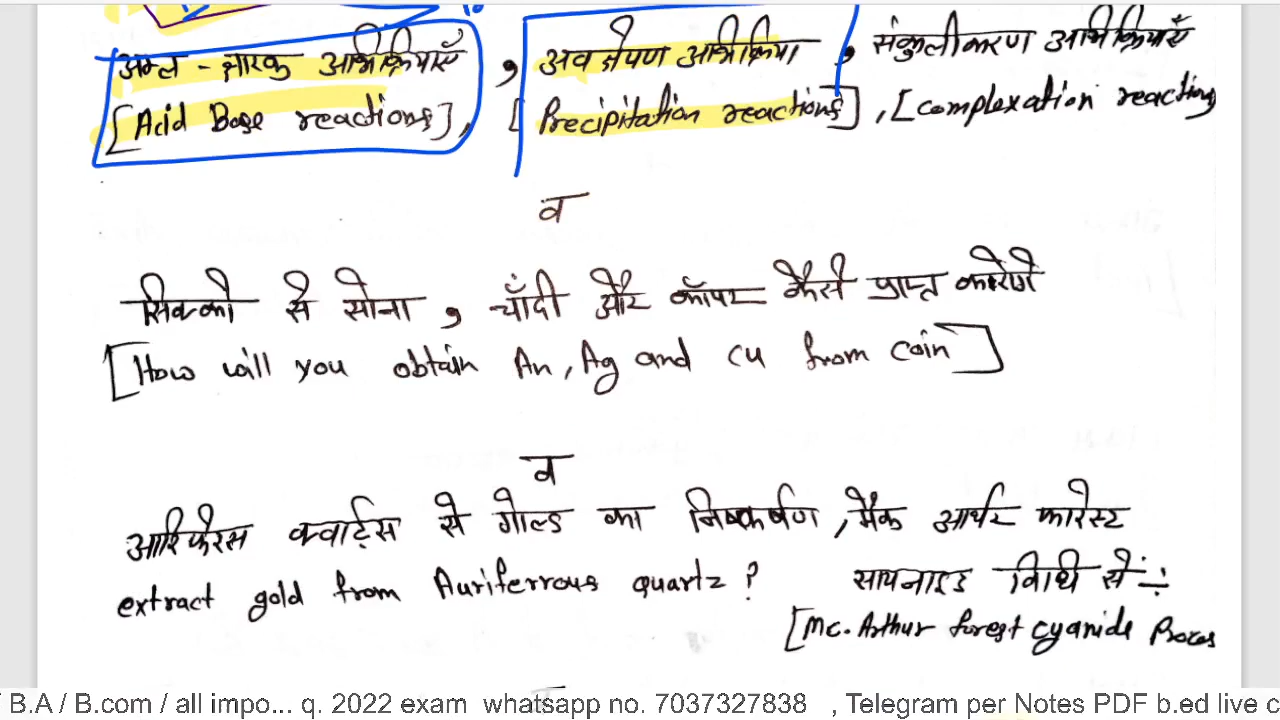 अम्ल - क्षारक अभिक्रियाएँ , अवक्षेपण अभिक्रिया , संकुलीकरण अभिक्रियाएँ
[Acid Base reactions], [Precipitation reactions], [complexation reactions
व
सिक्को से सोना , चाँदी और कॉपर कैसे प्राप्त करेगे
[How will you obtain An, Ag and cu from coin]
व
आरिफेरस क्वार्ट्स से गोल्ड का निष्कर्षण , मैक आर्थर फारेस्ट
extract gold from Auriferrous quartz ? सायनाइड विधि से :-
[Mc. Arthur forest cyanide Proces
B.A / B.com / all impo... q. 2022 exam whatsapp no. 7037327838 , Telegram per Notes PDF b.ed live c